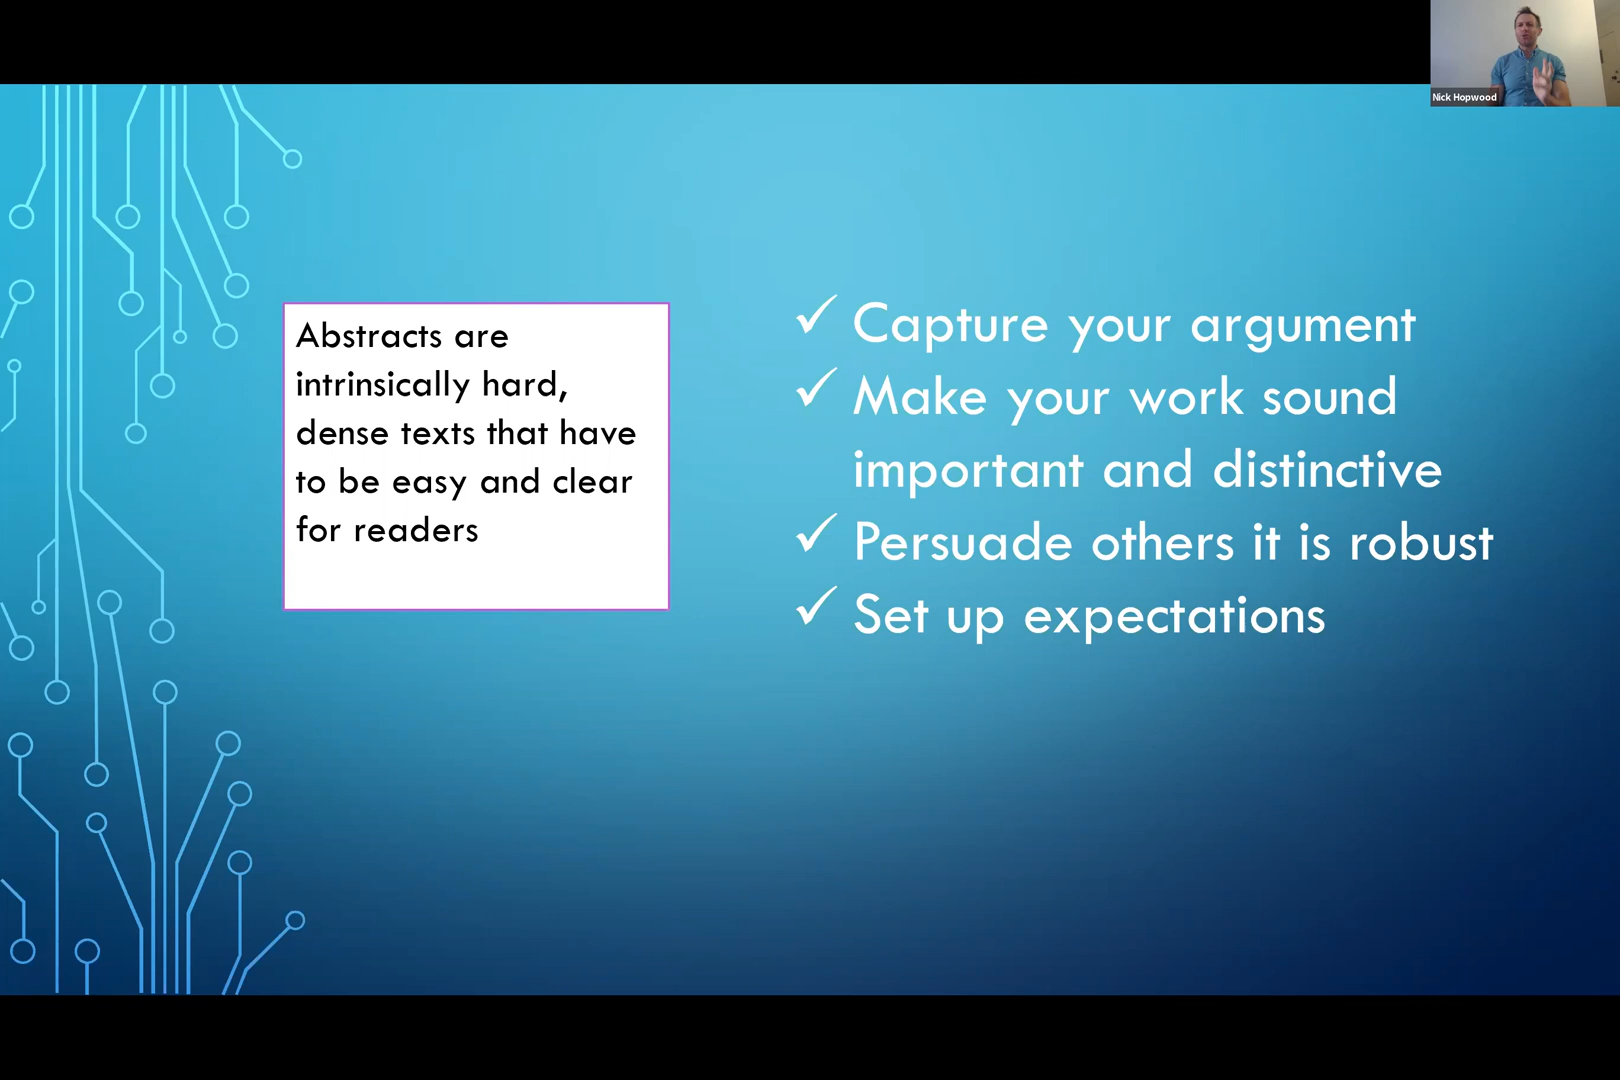 Nick Hopwood
Abstracts are
intrinsically hard,
dense texts that have
to be easy and clear
for readers
✓ Capture your argument
✓ Make your work sound
important and distinctive
✓ Persuade others it is robust
✓ Set up expectations